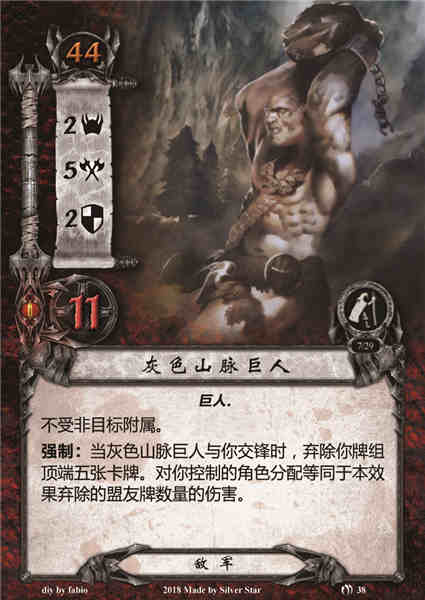 44
2
5
2
11
7/29
灰色山脉巨人
巨人.
不受非目标附属。
强制：当灰色山脉巨人与你交锋时，弃除你牌组
顶端五张卡牌。对你控制的角色分配等同于本效
果弃除的盟友牌数量的伤害。
敌军
diy by fabio
2018 Made by Silver Star
38